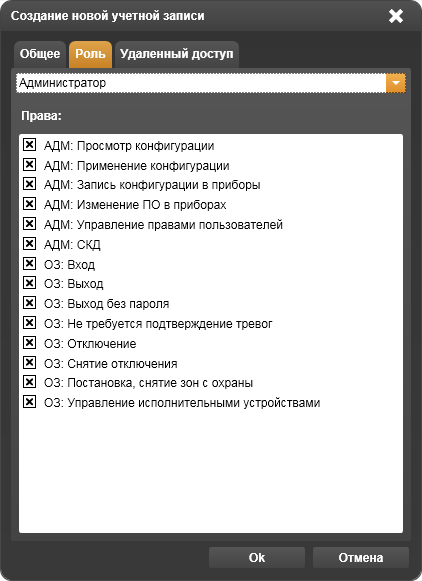 Создание новой учетной записи
Общее Роль Удаленный доступ
Администратор
Права:
АДМ: Просмотр конфигурации
АДМ: Применение конфигурации
АДМ: Запись конфигурации в приборы
АДМ: Изменение ПО в приборах
АДМ: Управление правами пользователей
АДМ: СКД
ОЗ: Вход
ОЗ: Выход
ОЗ: Выход без пароля
ОЗ: Не требуется подтверждение тревог
ОЗ: Отключение
ОЗ: Снятие отключения
ОЗ: Постановка, снятие зон с охраны
ОЗ: Управление исполнительными устройствами
Ok Отмена